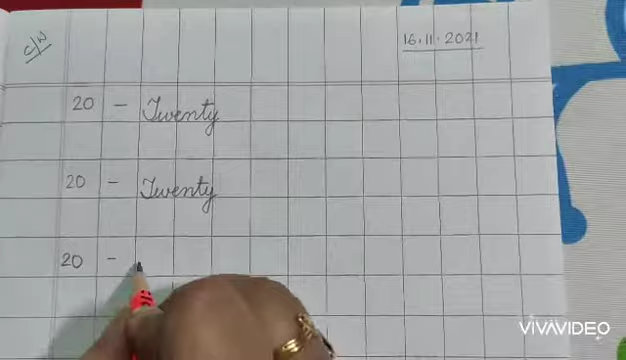 C/W
16.11.2021
20 - Twenty
20 - Twenty
20 -
VIVAVIDEO